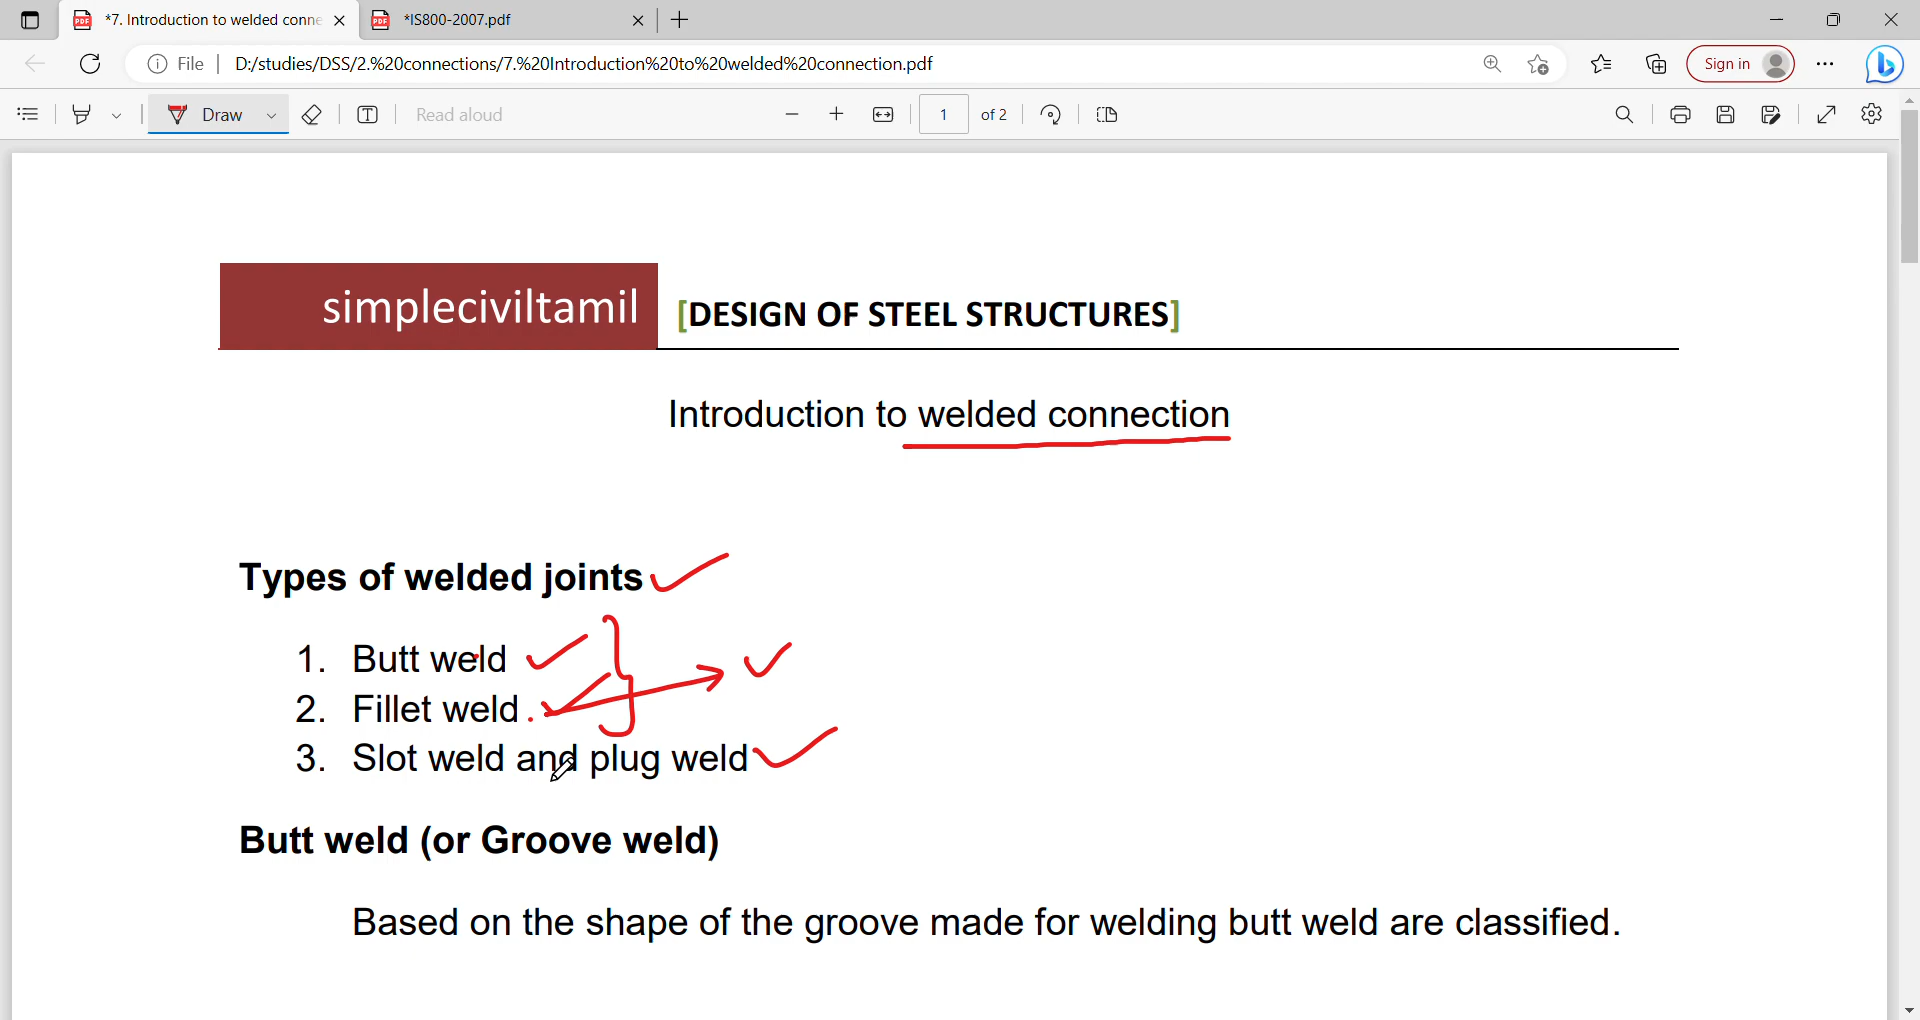 *7. Introduction to welded conne
*IS800-2007.pdf
File
D:/studies/DSS/2.%20connections/7.%20Introduction%20to%20welded%20connection.pdf
Sign in
Draw
Read aloud
1 of 2
simpleciviltamil
[DESIGN OF STEEL STRUCTURES]
Introduction to welded connection
Types of welded joints
1. Butt weld
2. Fillet weld
3. Slot weld and plug weld
Butt weld (or Groove weld)
Based on the shape of the groove made for welding butt weld are classified.